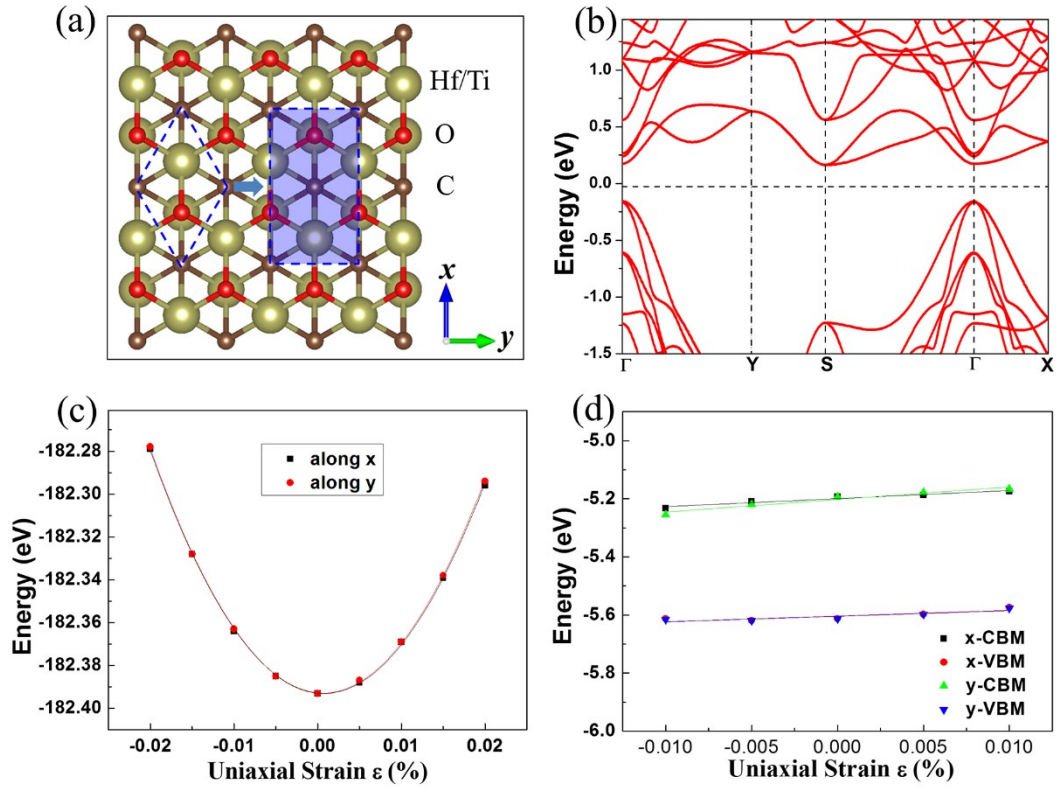 (a)
Hf/Ti
O
C
x
y
(b)
Energy (eV)
1.0
0.5
0.0
-0.5
-1.0
-1.5
Γ Y S Γ X
(c)
Energy (eV)
-182.28
-182.30
-182.32
-182.34
-182.36
-182.38
-182.40
along x
along y
-0.02 -0.01 0.00 0.01 0.02
Uniaxial Strain ε (%)
(d)
Energy (eV)
-5.0
-5.2
-5.4
-5.6
-5.8
-6.0
x-CBM
x-VBM
y-CBM
y-VBM
-0.010 -0.005 0.000 0.005 0.010
Uniaxial Strain ε (%)